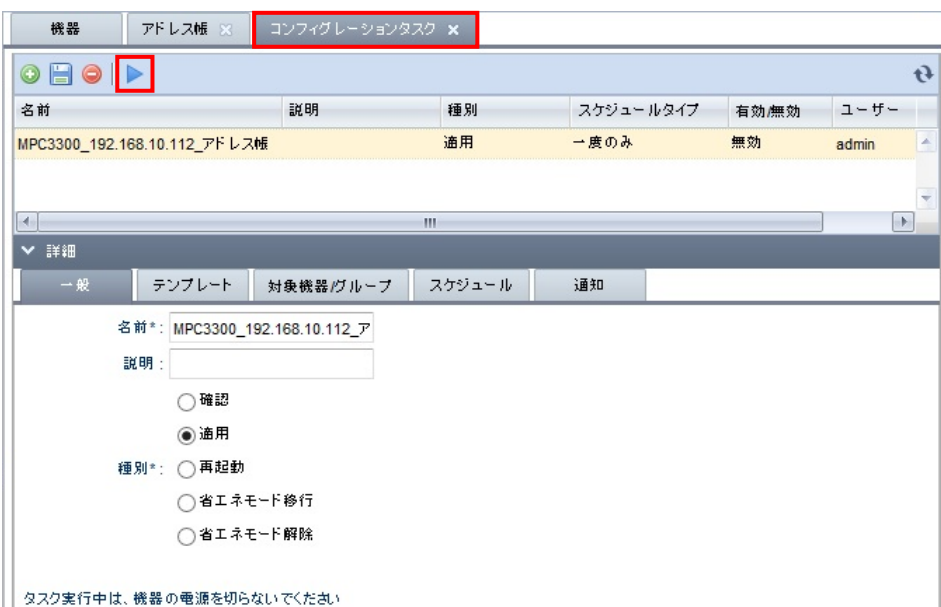 機器 アドレス帳 コンフィグレーションタスク
名前 説明 種別 スケジュールタイプ 有効/無効 ユーザー
MPC3300_192.168.10.112_アドレス帳 適用 一度のみ 無効 admin
詳細
一般 テンプレート 対象機器/グループ スケジュール 通知
名前*: MPC3300_192.168.10.112_ア
説明:
確認
適用
種別*: 再起動
省エネモード移行
省エネモード解除
タスク実行中は、機器の電源を切らないでください